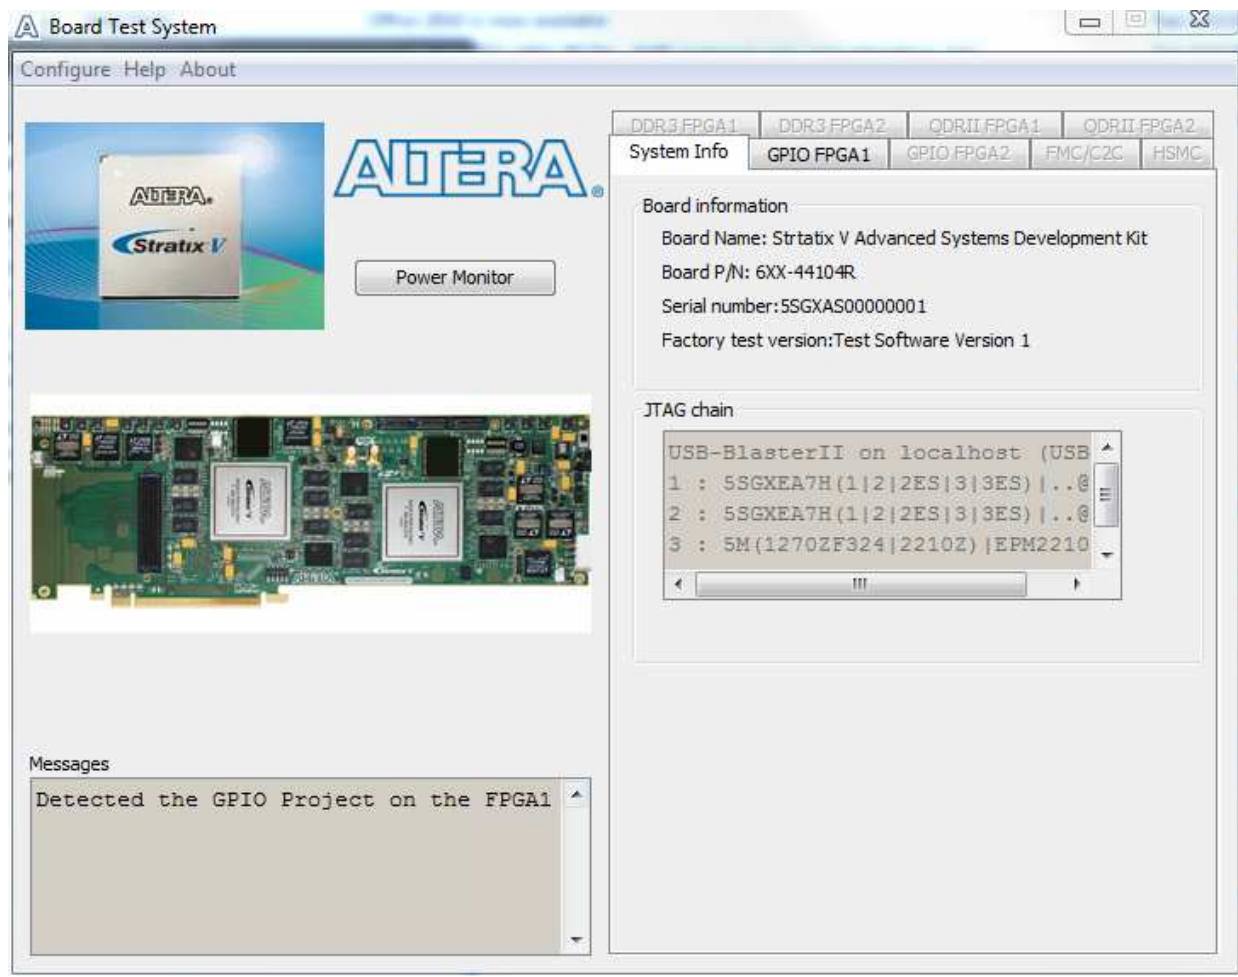 Board Test System
Configure Help About
ALTERA.
Stratix V
ALTERA®
Power Monitor
DDR3 FPGA1 DDR3 FPGA2 QDRII FPGA1 QDRII FPGA2
System Info GPIO FPGA1 GPIO FPGA2 FMC/C2C HSMC
Board information
Board Name: Strtatix V Advanced Systems Development Kit
Board P/N: 6XX-44104R
Serial number:5SGXAS00000001
Factory test version:Test Software Version 1
JTAG chain
USB-BlasterII on localhost (USB
1 : 5SGXEA7H(1|2|2ES|3|3ES)|..@
2 : 5SGXEA7H(1|2|2ES|3|3ES)|..@
3 : 5M(1270ZF324|2210Z)|EPM2210
ALTERA
Stratix V
Messages
Detected the GPIO Project on the FPGA1